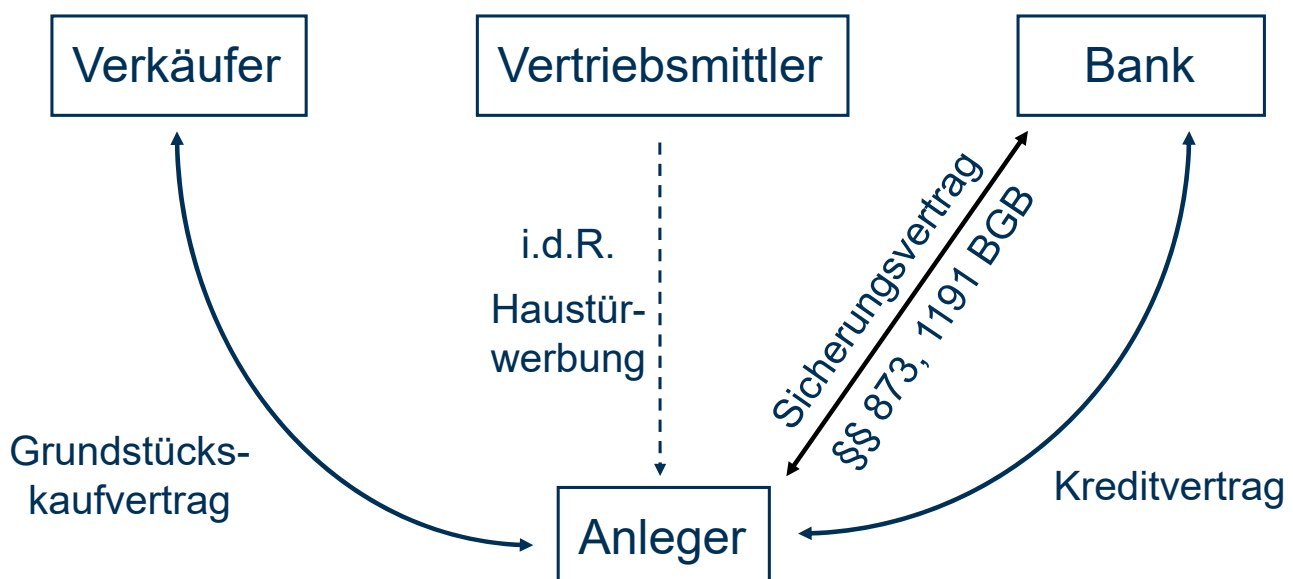 Verkäufer
Vertriebsmittler
Bank
i.d.R.
Haustür-
werbung
Sicherungsvertrag
§§ 873, 1191 BGB
Grundstücks-
kaufvertrag
Kreditvertrag
Anleger